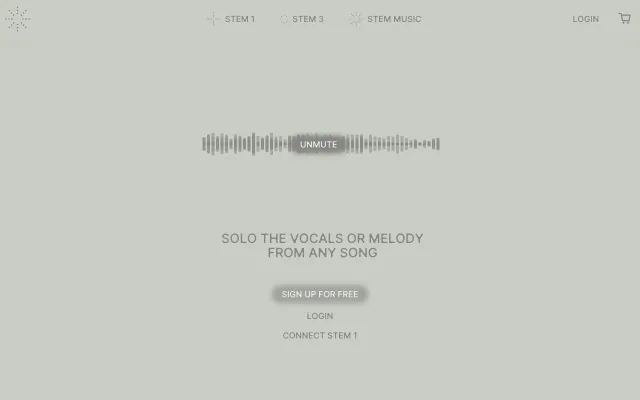 STEM 1
STEM 3
STEM MUSIC
LOGIN
UNMUTE
SOLO THE VOCALS OR MELODY
FROM ANY SONG
SIGN UP FOR FREE
LOGIN
CONNECT STEM 1